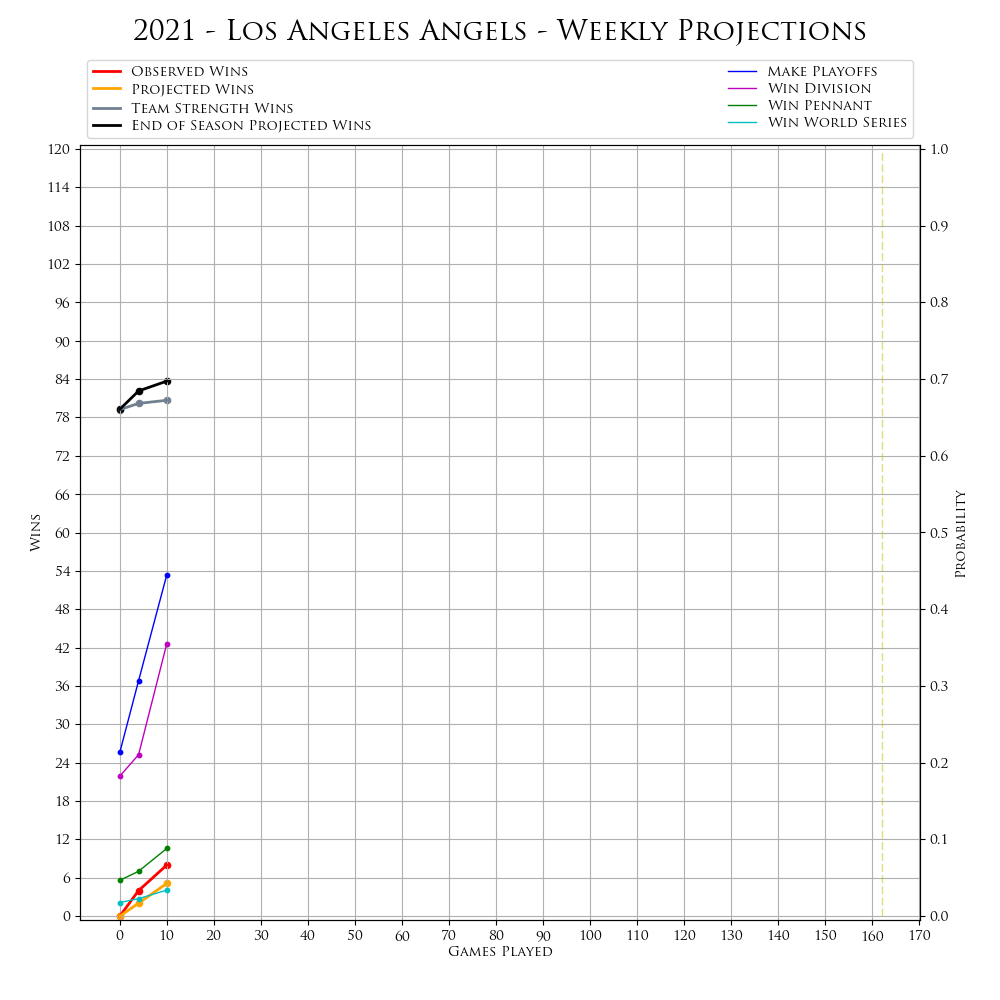 2021 - Los Angeles Angels - Weekly Projections
Observed Wins
Projected Wins
Team Strength Wins
End of Season Projected Wins
Make Playoffs
Win Division
Win Pennant
Win World Series
120
114
108
102
96
90
84
78
72
66
60
54
48
42
36
30
24
18
12
6
0
Wins
1.0
0.9
0.8
0.7
0.6
0.5
0.4
0.3
0.2
0.1
0.0
Probability
0 10 20 30 40 50 60 70 80 90 100 110 120 130 140 150 160 170
Games Played